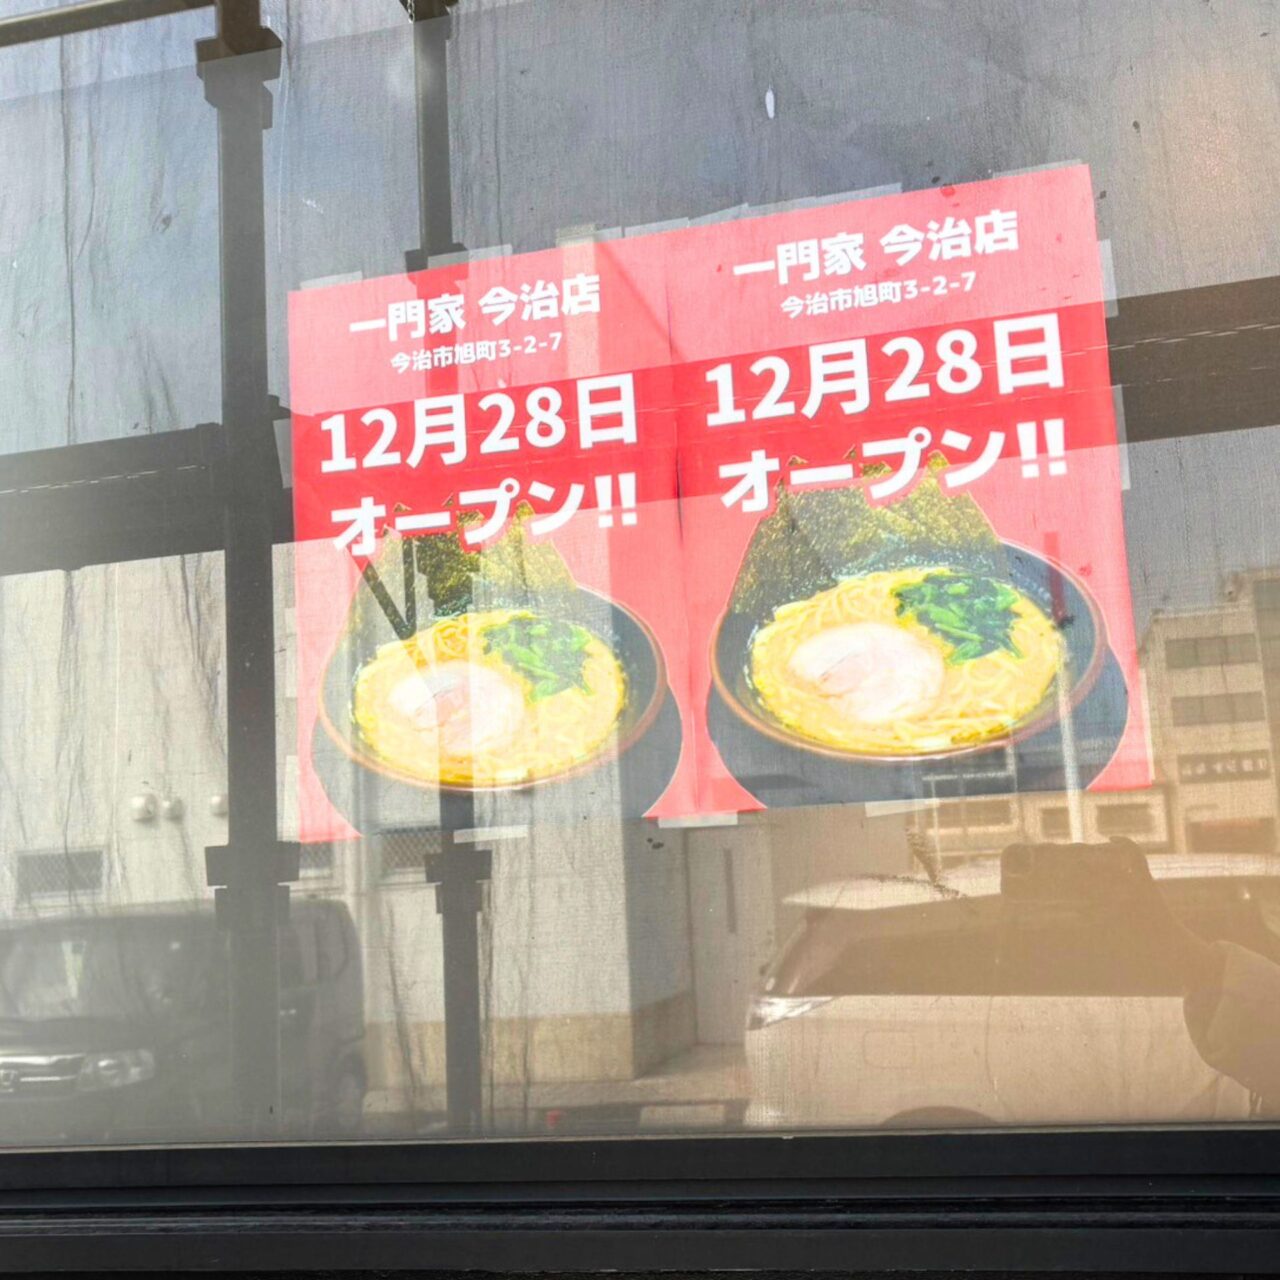 一門家 今治店
今治市旭町3-2-7
12月28日
オープン!!
一門家 今治店
今治市旭町3-2-7
12月28日
オープン!!